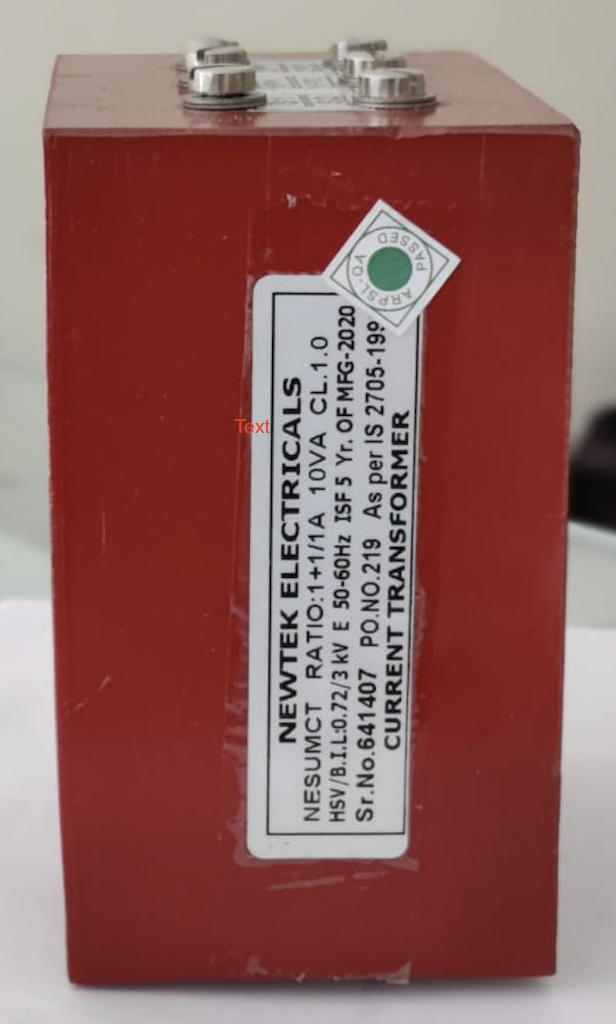 NEWTEK ELECTRICALS
NESUMCT RATIO:1+1/1A 10VA CL.1.0
HSV/B.I.L:0.72/3 kV E 50-60Hz ISF 5 Yr. OF MFG-2020
Sr.No.641407 PO.NO.219 As per IS 2705-199
CURRENT TRANSFORMER
ARPSL-QA
PASSED
Text